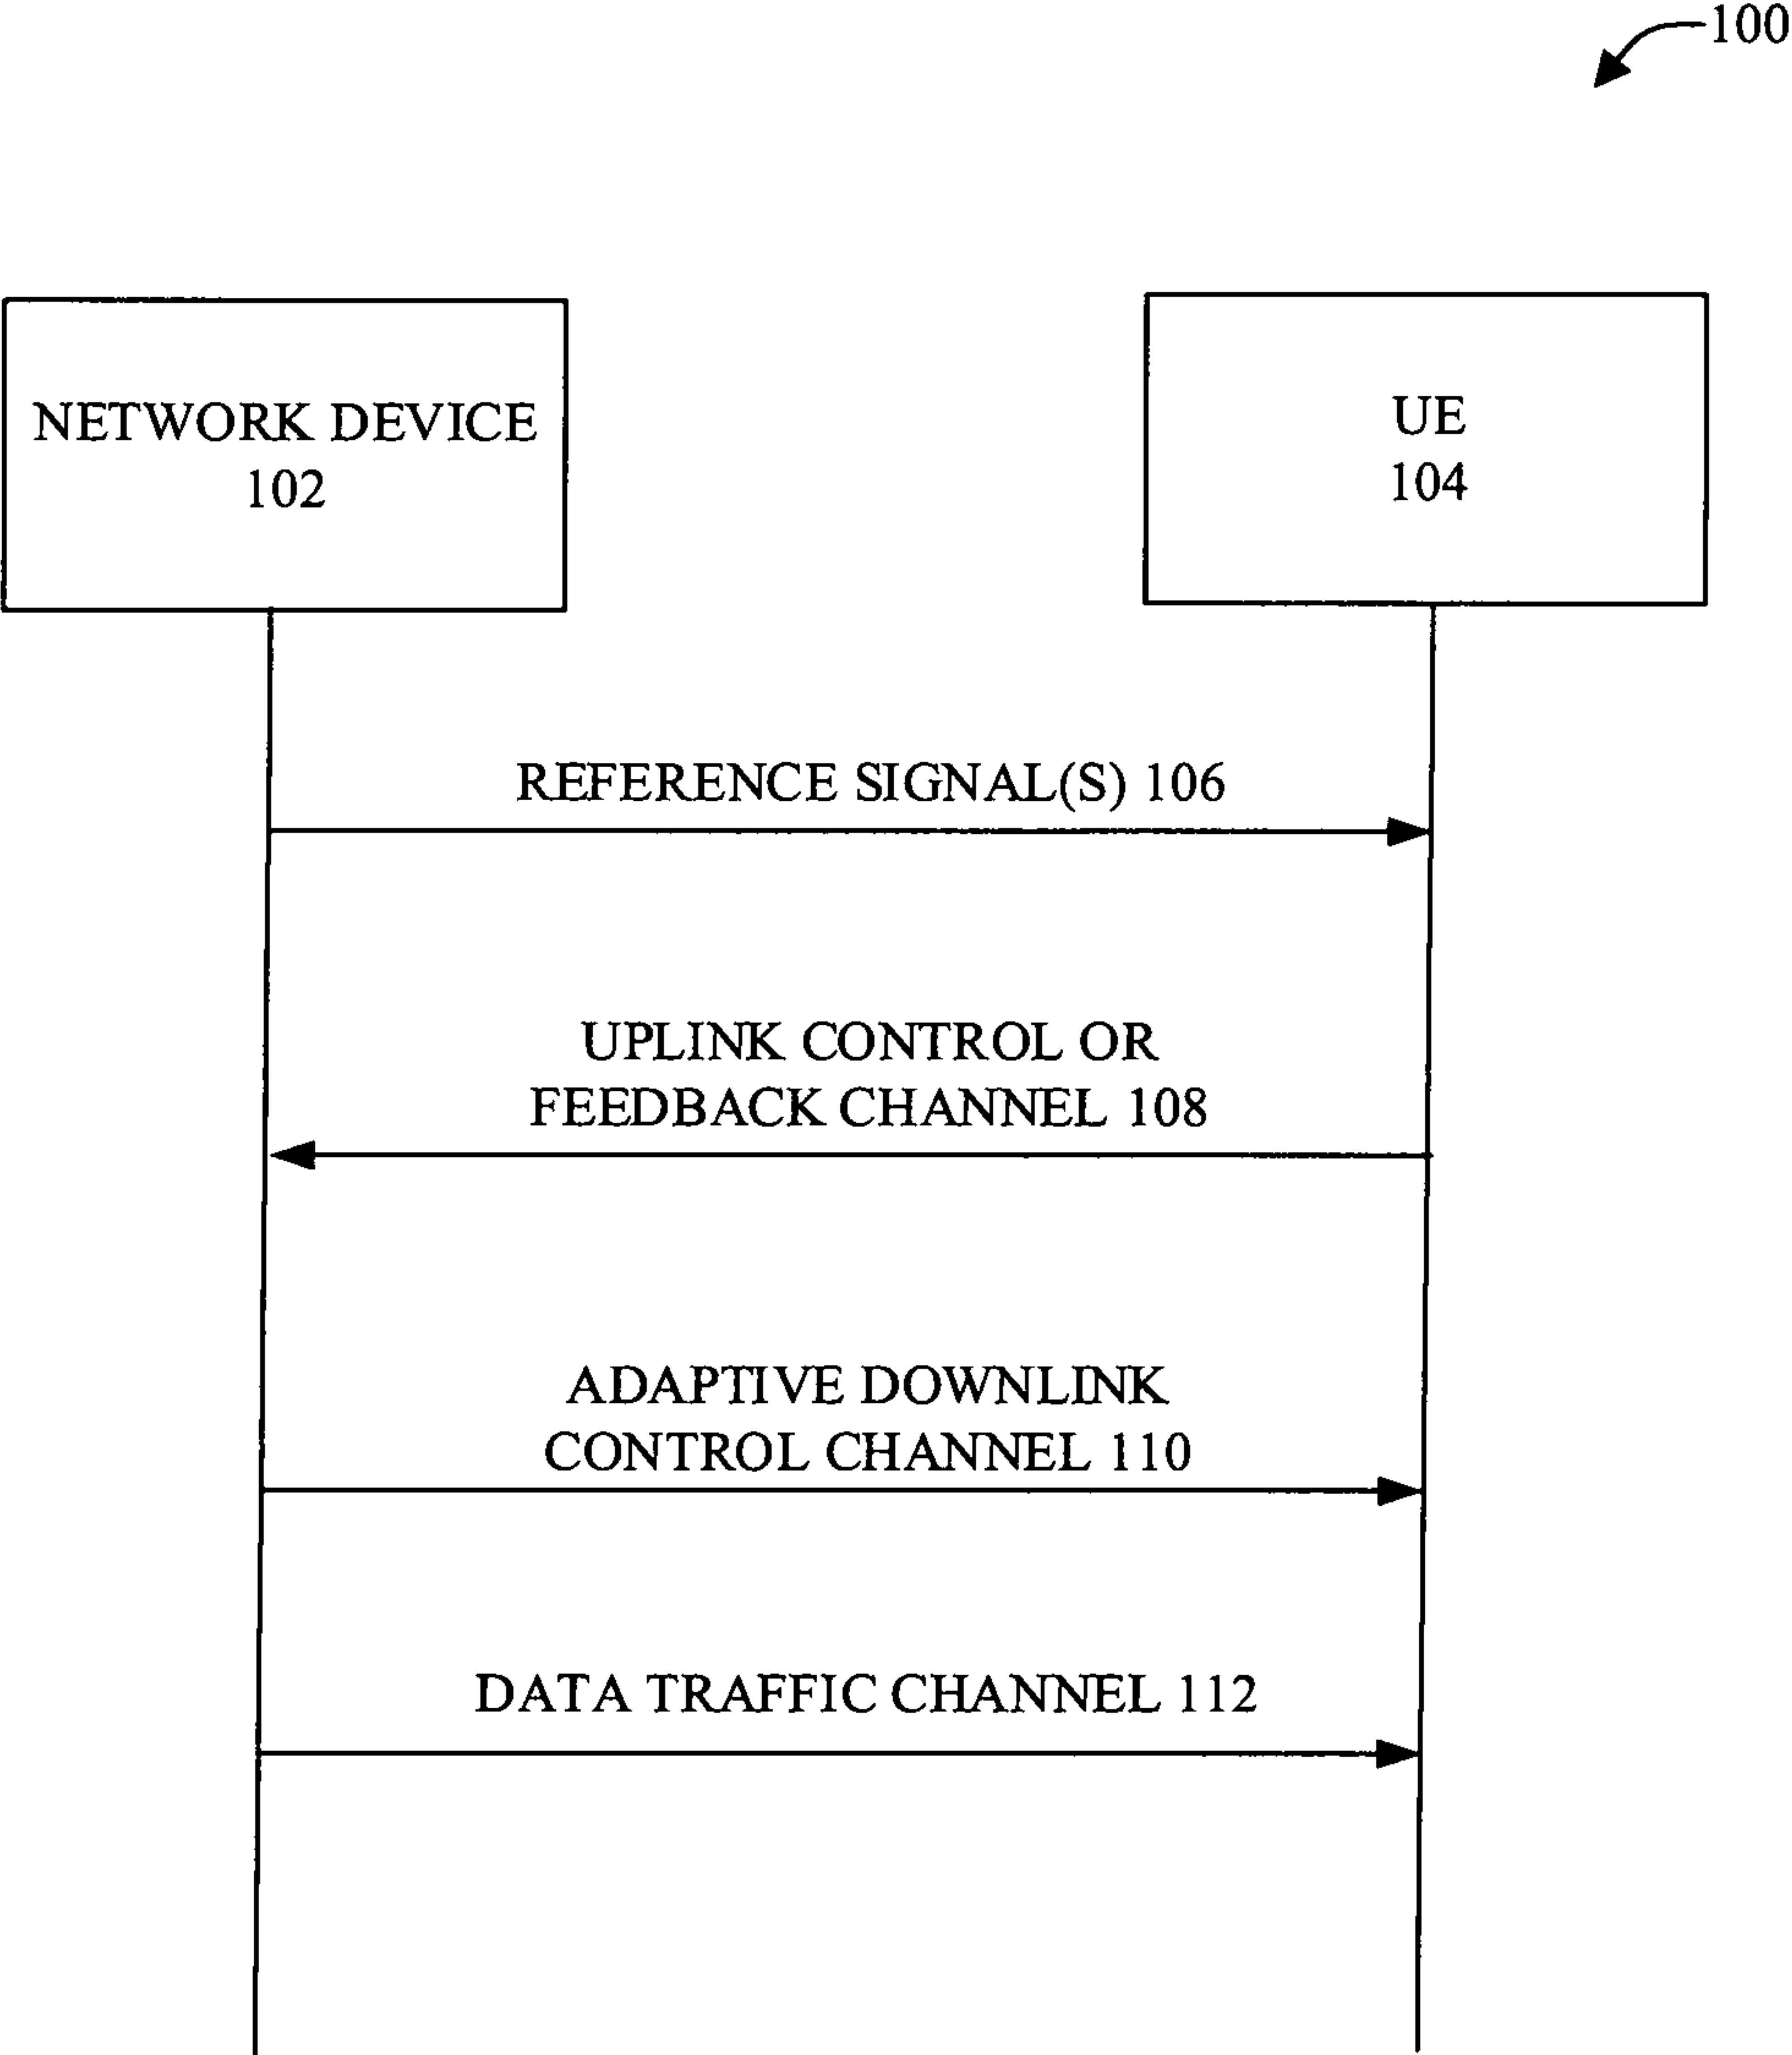 100
NETWORK DEVICE
102
UE
104
REFERENCE SIGNAL(S) 106
UPLINK CONTROL OR
FEEDBACK CHANNEL 108
ADAPTIVE DOWNLINK
CONTROL CHANNEL 110
DATA TRAFFIC CHANNEL 112